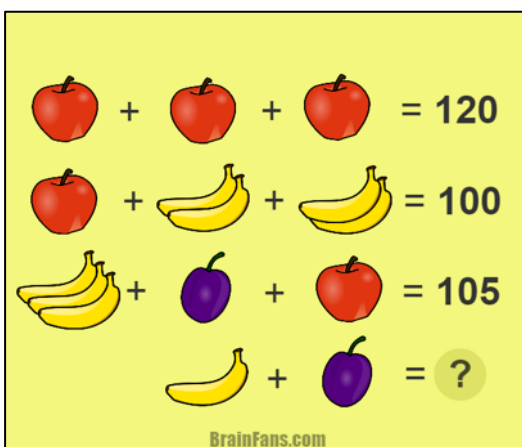 + + = 120
+ + = 100
+ + = 105
+ = ?
BrainFans.com